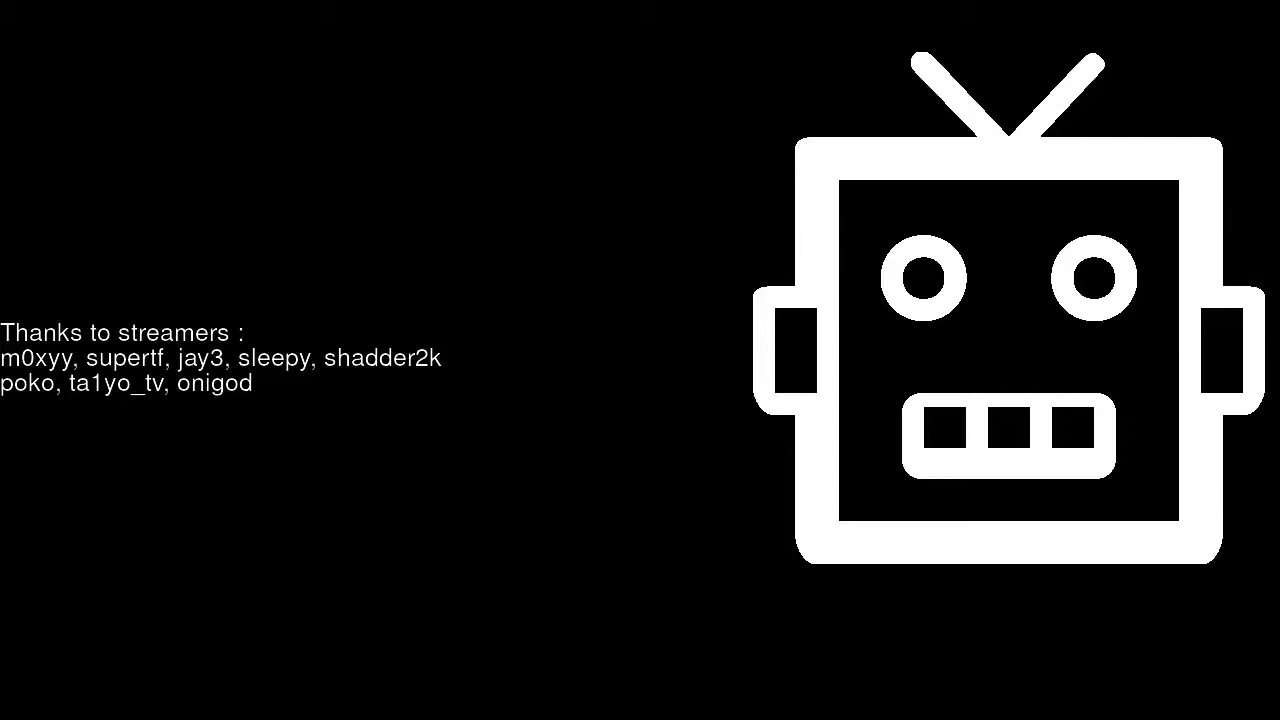 Thanks to streamers :
m0xyy, supertf, jay3, sleepy, shadder2k
poko, ta1yo_tv, onigod